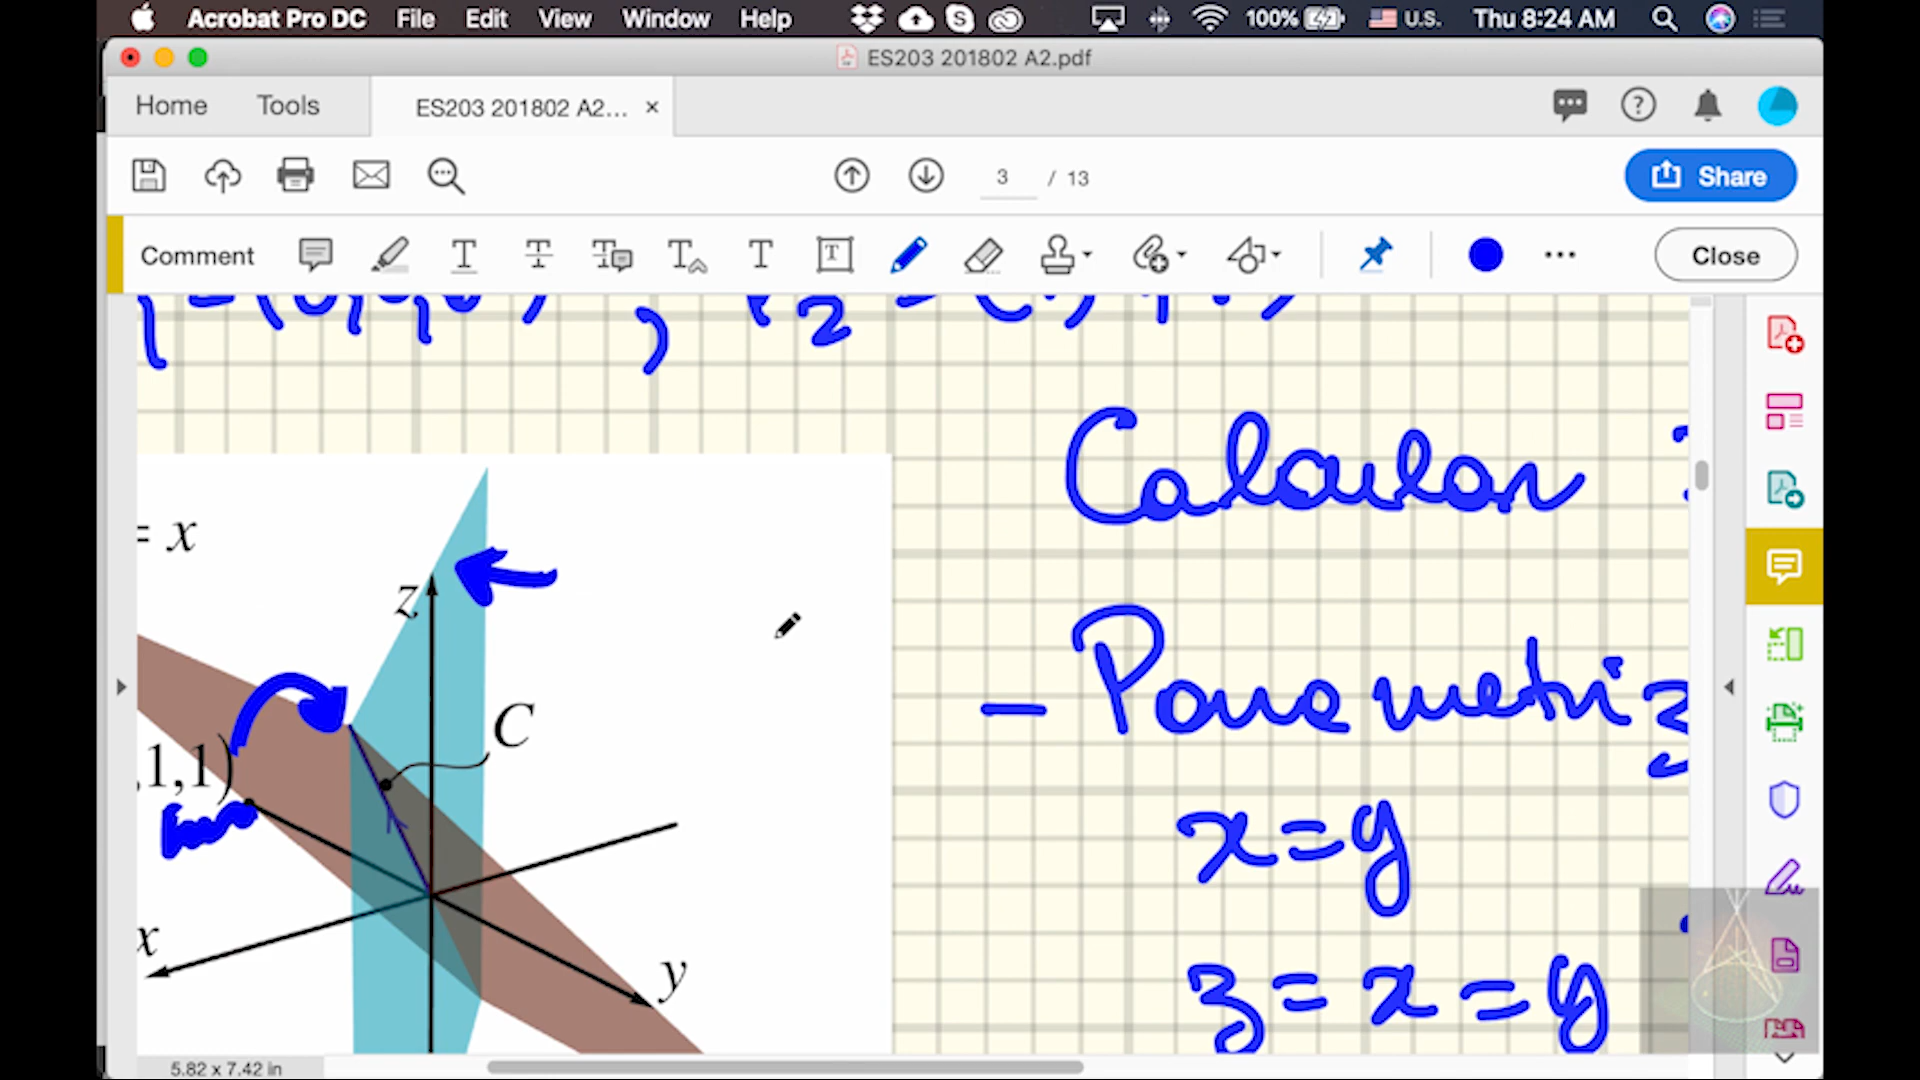 Acrobat Pro DC File Edit View Window Help 100% U.S. Thu 8:24 AM
ES203 201802 A2.pdf
Home Tools ES203 201802 A2... ×
3 / 13 Share
Comment Close
Calcular
= x
z
- Parametriz
C
,1,1)
x = y
x
y
z = x = y
5.82 x 7.42 in